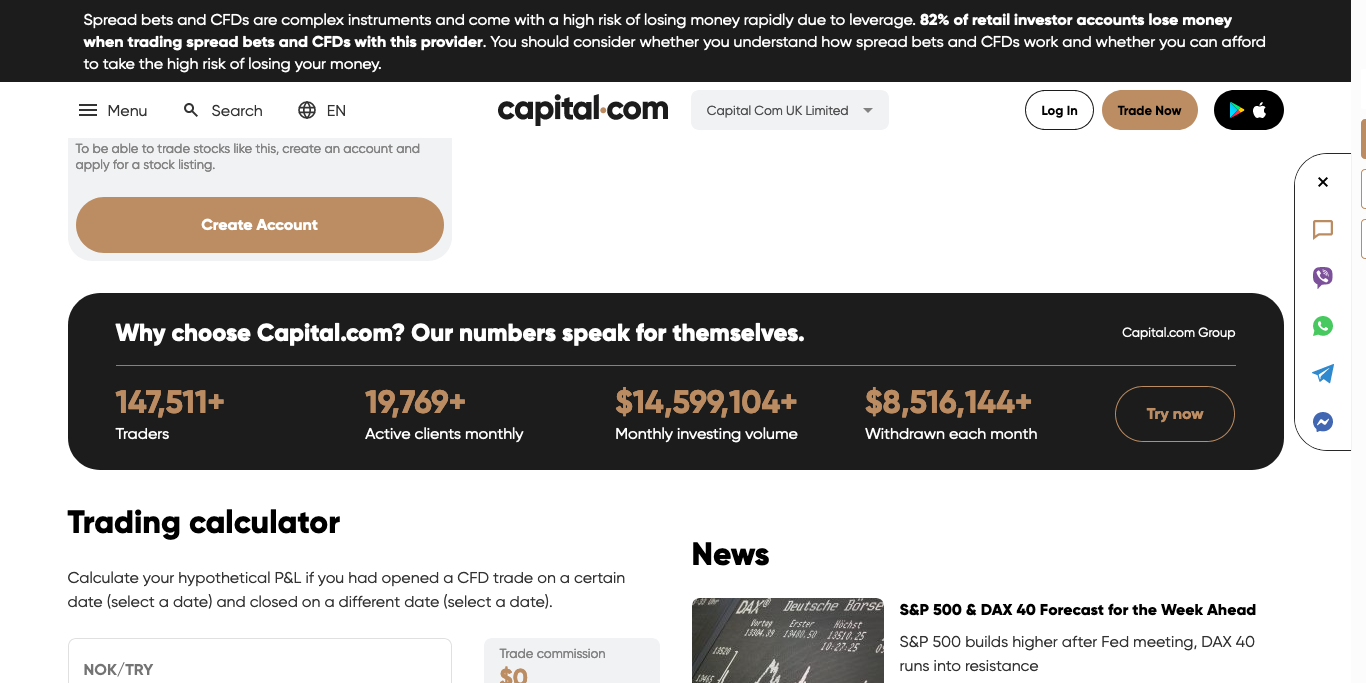 Spread bets and CFDs are complex instruments and come with a high risk of losing money rapidly due to leverage. 82% of retail investor accounts lose money
when trading spread bets and CFDs with this provider. You should consider whether you understand how spread bets and CFDs work and whether you can afford
to take the high risk of losing your money.
Menu
Search
EN
capital.com
Capital Com UK Limited
Log In
Trade Now
To be able to trade stocks like this, create an account and
apply for a stock listing.
Create Account
Why choose Capital.com? Our numbers speak for themselves.
Capital.com Group
147,511+
Traders
19,769+
Active clients monthly
$14,599,104+
Monthly investing volume
$8,516,144+
Withdrawn each month
Try now
Trading calculator
Calculate your hypothetical P&L if you had opened a CFD trade on a certain
date (select a date) and closed on a different date (select a date).
NOK/TRY
Trade commission
$0
News
DAX® Deutsche Börse
Vortag Erster Höchst
10:27:25
S&P 500 & DAX 40 Forecast for the Week Ahead
S&P 500 builds higher after Fed meeting, DAX 40
runs into resistance